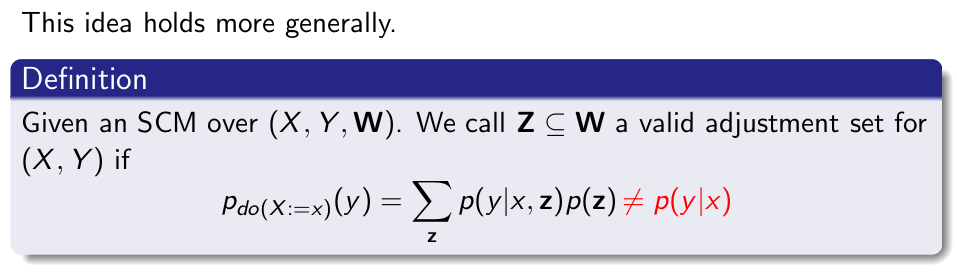 This idea holds more generally.
Definition
Given an SCM over (X, Y, W). We call Z ⊆ W a valid adjustment set for
(X, Y) if
p_{do(X:=x)}(y) = ∑_z p(y|x, z)p(z) ≠ p(y|x)